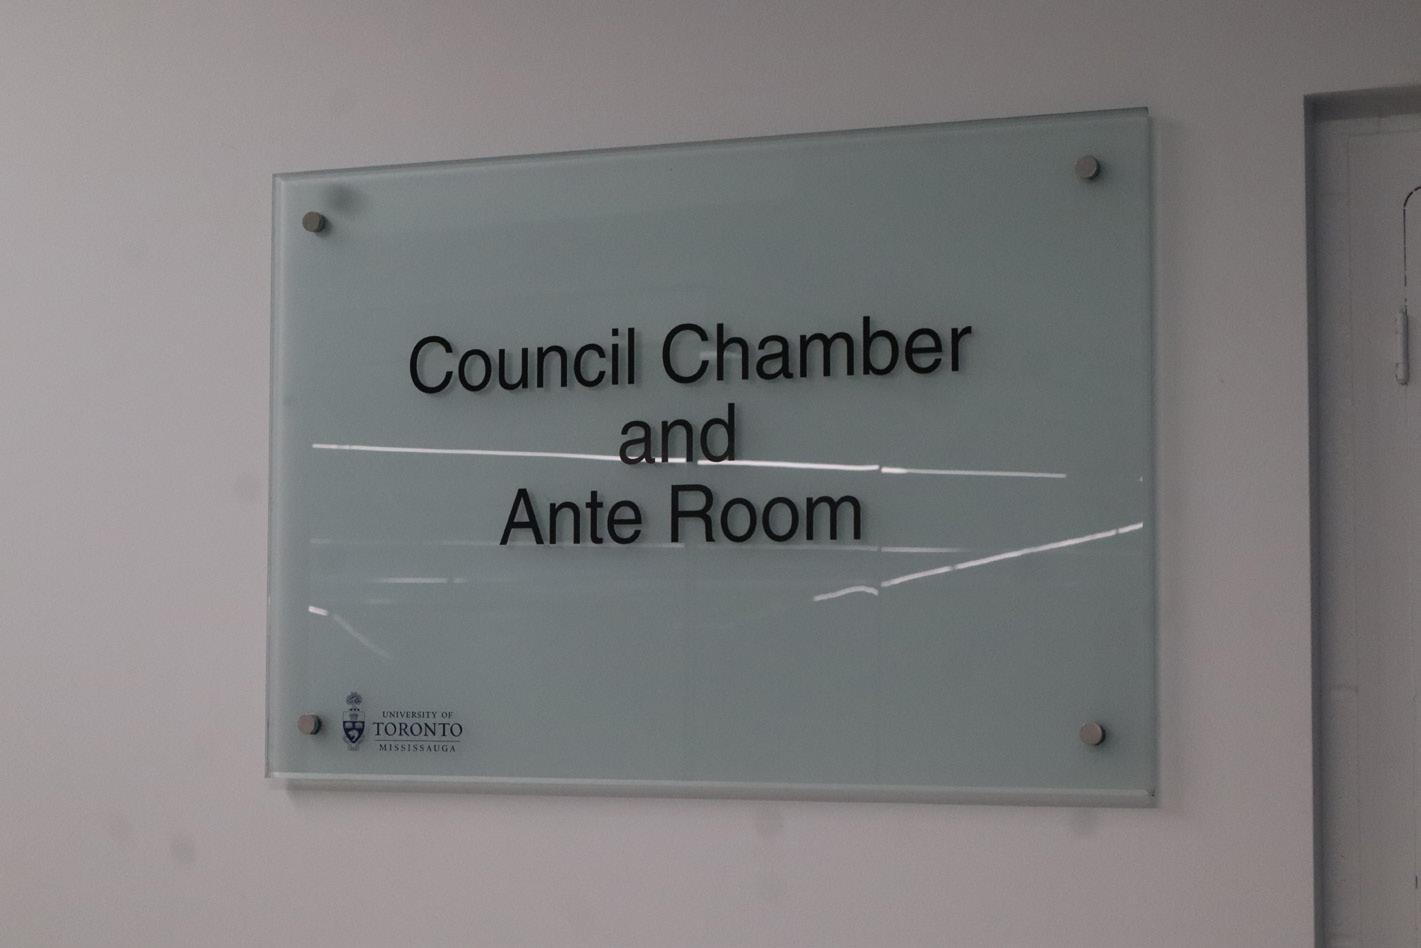 Council Chamber
and
Ante Room
UNIVERSITY OF
TORONTO
MISSISSAUGA